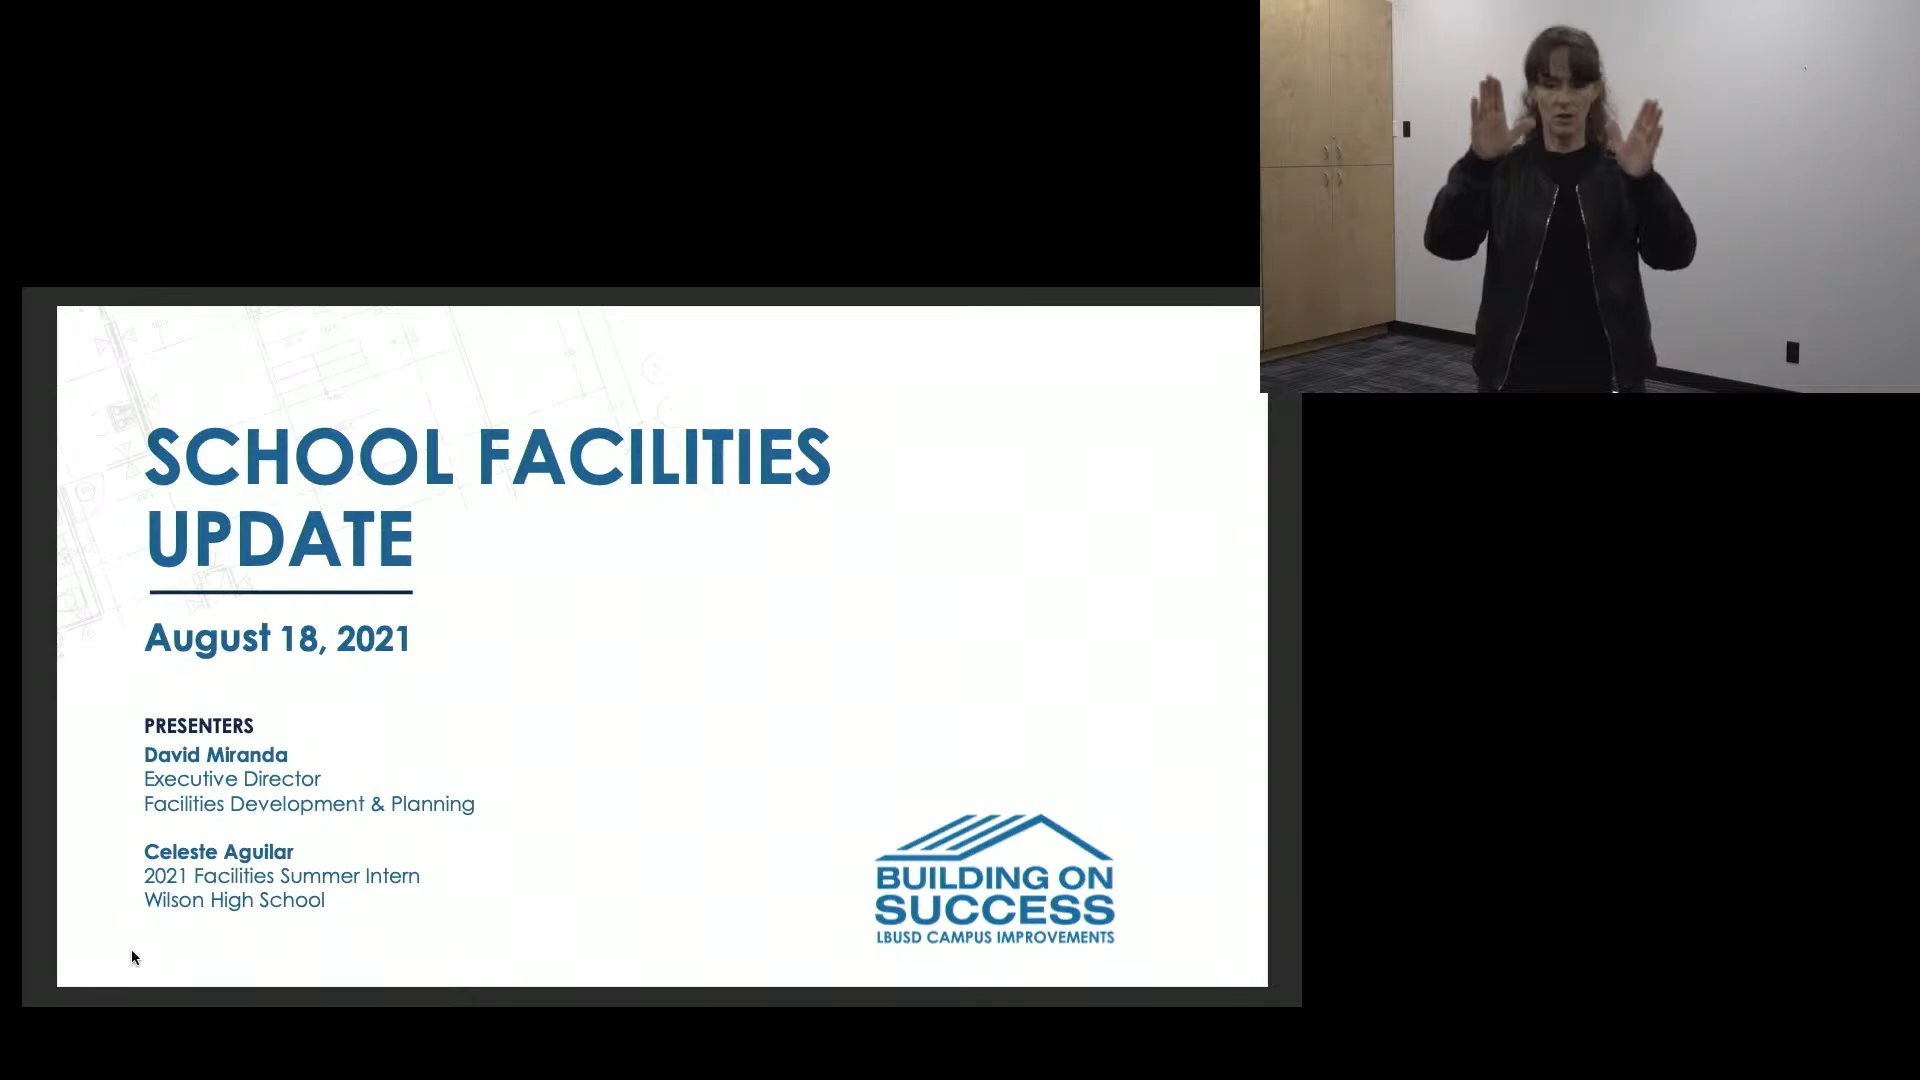 SCHOOL FACILITIES
UPDATE
August 18, 2021
PRESENTERS
David Miranda
Executive Director
Facilities Development & Planning
Celeste Aguilar
2021 Facilities Summer Intern
Wilson High School
BUILDING ON
SUCCESS
LBUSD CAMPUS IMPROVEMENTS